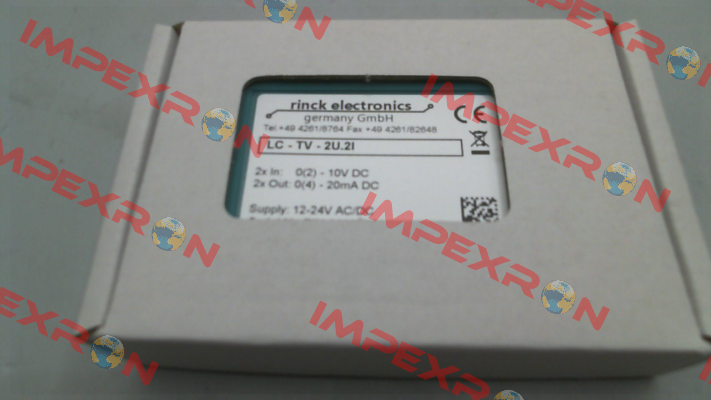 rinck electronics
germany GmbH
Tel +49 4261/8764 Fax +49 4261/82648
LC - TV - 2U.2I
2x In: 0(2) - 10V DC
2x Out: 0(4) - 20mA DC
Supply: 12-24V AC/DC
CE
IMPEXRON
IMPEXRON
IMPEXRON
IMPEXRON
IMPEXRON
IMPEXRON
IMPEXRON